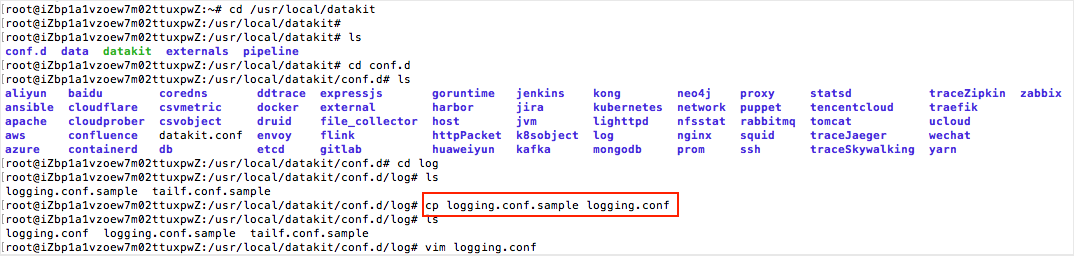 [root@iZbp1a1vzoew7m02ttuxpwZ:~# cd /usr/local/datakit
[root@iZbp1a1vzoew7m02ttuxpwZ:/usr/local/datakit#
[root@iZbp1a1vzoew7m02ttuxpwZ:/usr/local/datakit# ls
conf.d  data  datakit  externals  pipeline
[root@iZbp1a1vzoew7m02ttuxpwZ:/usr/local/datakit# cd conf.d
[root@iZbp1a1vzoew7m02ttuxpwZ:/usr/local/datakit/conf.d# ls
aliyun   baidu        coredns       ddtrace  expressjs       goruntime   jenkins    kong        neo4j     proxy     statsd           traceZipkin  zabbix
ansible  cloudflare   csvmetric     docker   external        harbor      jira       kubernetes  network   puppet    tencentcloud     traefik
apache   cloudprober  csvobject     druid    file_collector  host        jvm        lighttpd    nfsstat   rabbitmq  tomcat           ucloud
aws      confluence   datakit.conf  envoy    flink           httpPacket  k8sobject  log         nginx     squid     traceJaeger      wechat
azure    containerd   db            etcd     gitlab          huaweiyun   kafka      mongodb     prom      ssh       traceSkywalking  yarn
[root@iZbp1a1vzoew7m02ttuxpwZ:/usr/local/datakit/conf.d# cd log
[root@iZbp1a1vzoew7m02ttuxpwZ:/usr/local/datakit/conf.d/log# ls
logging.conf.sample  tailf.conf.sample
[root@iZbp1a1vzoew7m02ttuxpwZ:/usr/local/datakit/conf.d/log# cp logging.conf.sample logging.conf
[root@iZbp1a1vzoew7m02ttuxpwZ:/usr/local/datakit/conf.d/log# ls
logging.conf  logging.conf.sample  tailf.conf.sample
[root@iZbp1a1vzoew7m02ttuxpwZ:/usr/local/datakit/conf.d/log# vim logging.conf